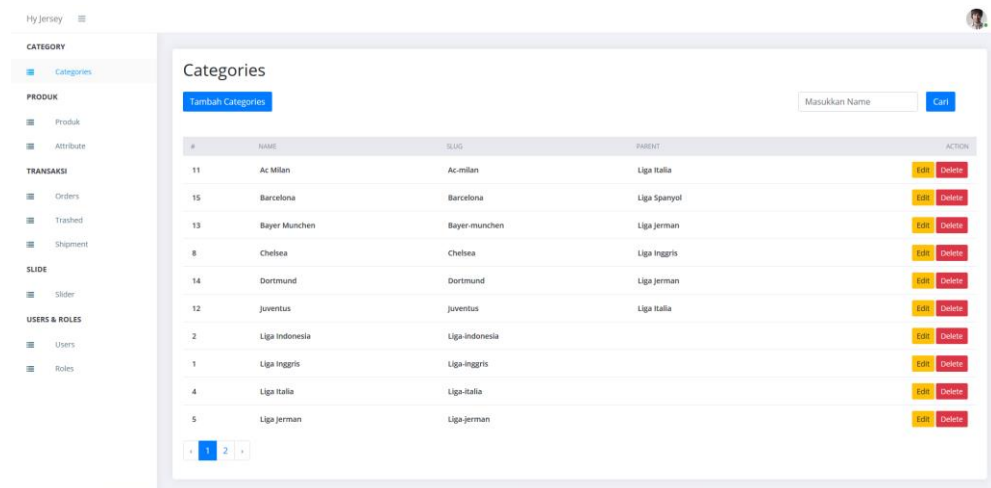 Hy Jersey
CATEGORY
Categories
PRODUK
Produk
Attribute
TRANSAKSI
Orders
Trashed
Shipment
SLIDE
Slider
USERS & ROLES
Users
Roles
Categories
Tambah Categories
Masukkan Name
Cari
# NAME SLUG PARENT ACTION
11 Ac Milan Ac-milan Liga Italia Edit Delete
15 Barcelona Barcelona Liga Spanyol Edit Delete
13 Bayer Munchen Bayer-munchen Liga Jerman Edit Delete
8 Chelsea Chelsea Liga Inggris Edit Delete
14 Dortmund Dortmund Liga Jerman Edit Delete
12 Juventus Juventus Liga Italia Edit Delete
2 Liga Indonesia Liga-indonesia Edit Delete
1 Liga Inggris Liga-inggris Edit Delete
4 Liga Italia Liga-italia Edit Delete
5 Liga Jerman Liga-jerman Edit Delete
‹ 1 2 ›